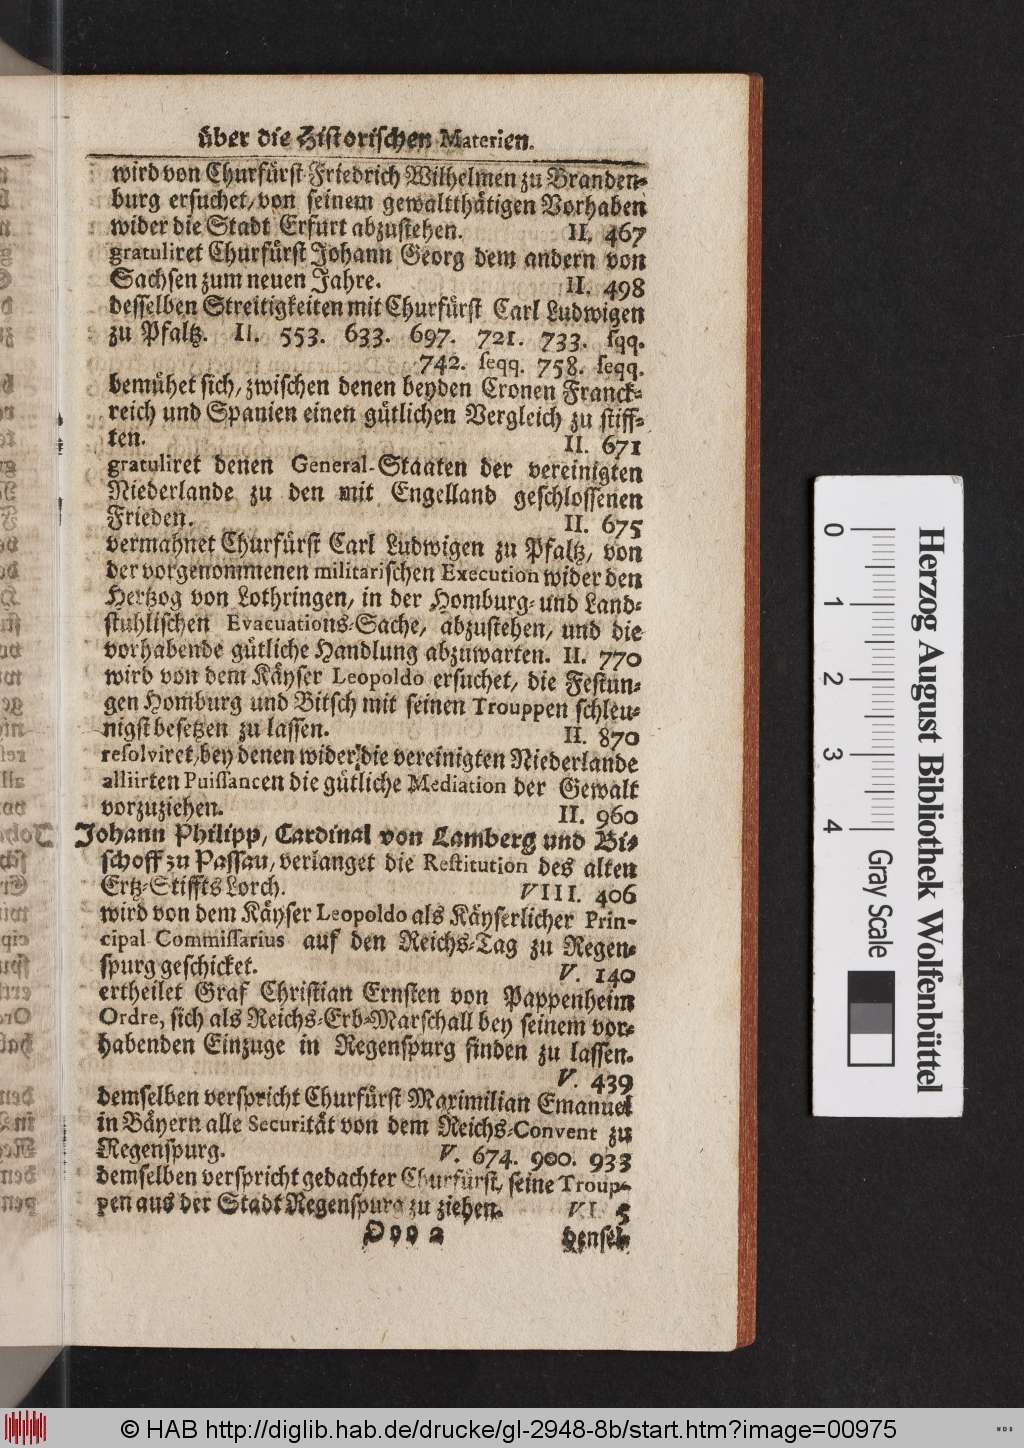 über die Historischen Materien.
wird von Churfürst Friedrich Wilhelmen zu Branden-
burg ersuchet, von seinem gewaltthätigen Vorhaben
wider die Stadt Erfurt abzustehen. II. 467
gratuliret Churfürst Johann Georg dem andern von
Sachsen zum neuen Jahre. II. 498
desselben Streitigkeiten mit Churfürst Carl Ludwigen
zu Pfaltz. II. 553. 633. 697. 721. 733. sqq.
742. seqq. 758. seqq.
bemühet sich, zwischen denen beyden Cronen Franck-
reich und Spanien einen gütlichen Vergleich zu stiff-
ten. II. 671
gratuliret denen General-Staaten der vereinigten
Niederlande zu den mit Engelland geschlossenen
Frieden. II. 675
vermahnet Churfürst Carl Ludwigen zu Pfaltz, von
der vorgenommenen militarischen Execution wider den
Hertzog von Lothringen, in der Homburg- und Land-
stuhlischen Evacuations-Sache, abzustehen, und die
vorhabende gütliche Handlung abzuwarten. II. 770
wird von dem Käyser Leopoldo ersuchet, die Festun-
gen Homburg und Bitsch mit seinen Trouppen schleu-
nigst besetzen zu lassen. II. 870
resolviret, bey denen wider die vereinigten Niederlande
alliirten Puissancen die gütliche Mediation der Gewalt
vorzuziehen. II. 960
Johann Philipp, Cardinal von Lamberg und Bi-
schoff zu Passau, verlanget die Restitution des alten
Ertz-Stiffts Lorch. VIII. 406
wird von dem Käyser Leopoldo als Käyserlicher Prin-
cipal-Commissarius auf den Reichs-Tag zu Regen-
spurg geschicket. V. 140
ertheilet Graf Christian Ernsten von Pappenheim
Ordre, sich als Reichs-Erb-Marschall bey seinem vor-
habenden Einzuge in Regenspurg finden zu lassen.
V. 439
demselben verspricht Churfürst Maximilian Emanuel
in Bäyern alle Securität von dem Reichs-Convent zu
Regenspurg. V. 674. 900. 933
demselben verspricht gedachter Churfürst, seine Troup-
pen aus der Stadt Regenspurg zu ziehen. VI. 5
Ooo 2 densel-
0 1 2 3 4
Gray Scale
Herzog August Bibliothek Wolfenbüttel
© HAB http://diglib.hab.de/drucke/gl-2948-8b/start.htm?image=00975